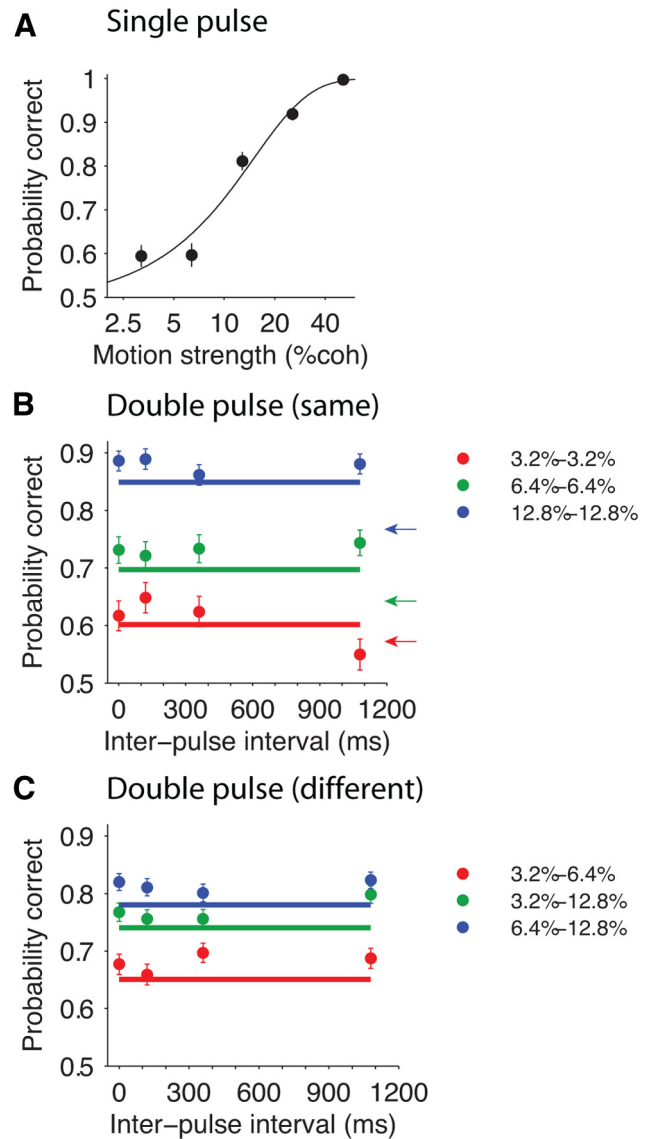 A Single pulse
1
0.9
0.8
0.7
0.6
0.5
Probability correct
2.5 5 10 20 40
Motion strength (%coh)
B Double pulse (same)
0.9
0.8
0.7
0.6
0.5
Probability correct
0 300 600 900 1200
Inter–pulse interval (ms)
3.2%–3.2%
6.4%–6.4%
12.8%–12.8%
C Double pulse (different)
0.9
0.8
0.7
0.6
0.5
Probability correct
0 300 600 900 1200
Inter–pulse interval (ms)
3.2%–6.4%
3.2%–12.8%
6.4%–12.8%